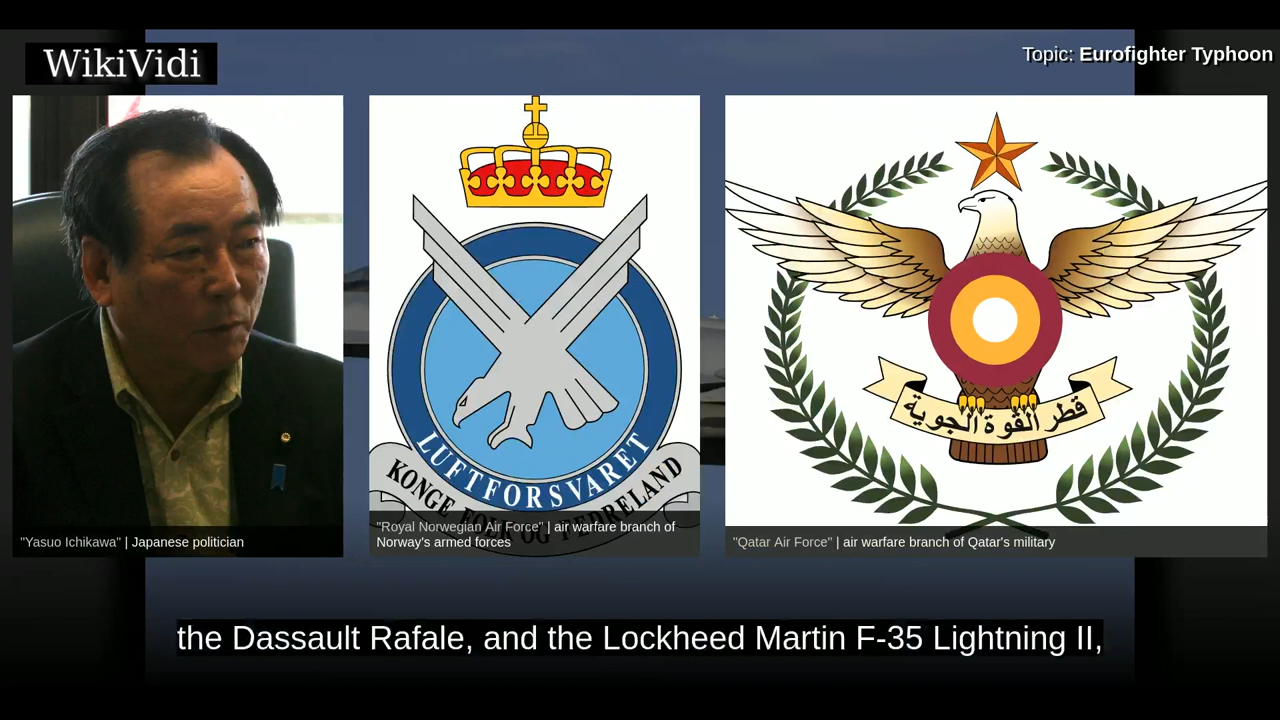 WikiVidi
Topic: Eurofighter Typhoon
LUFTFORSVARET
KONGE FOLK OG FEDRELAND
قطر القوة الجوية
"Yasuo Ichikawa" | Japanese politician
"Royal Norwegian Air Force" | air warfare branch of
Norway's armed forces
"Qatar Air Force" | air warfare branch of Qatar's military
the Dassault Rafale, and the Lockheed Martin F-35 Lightning II,